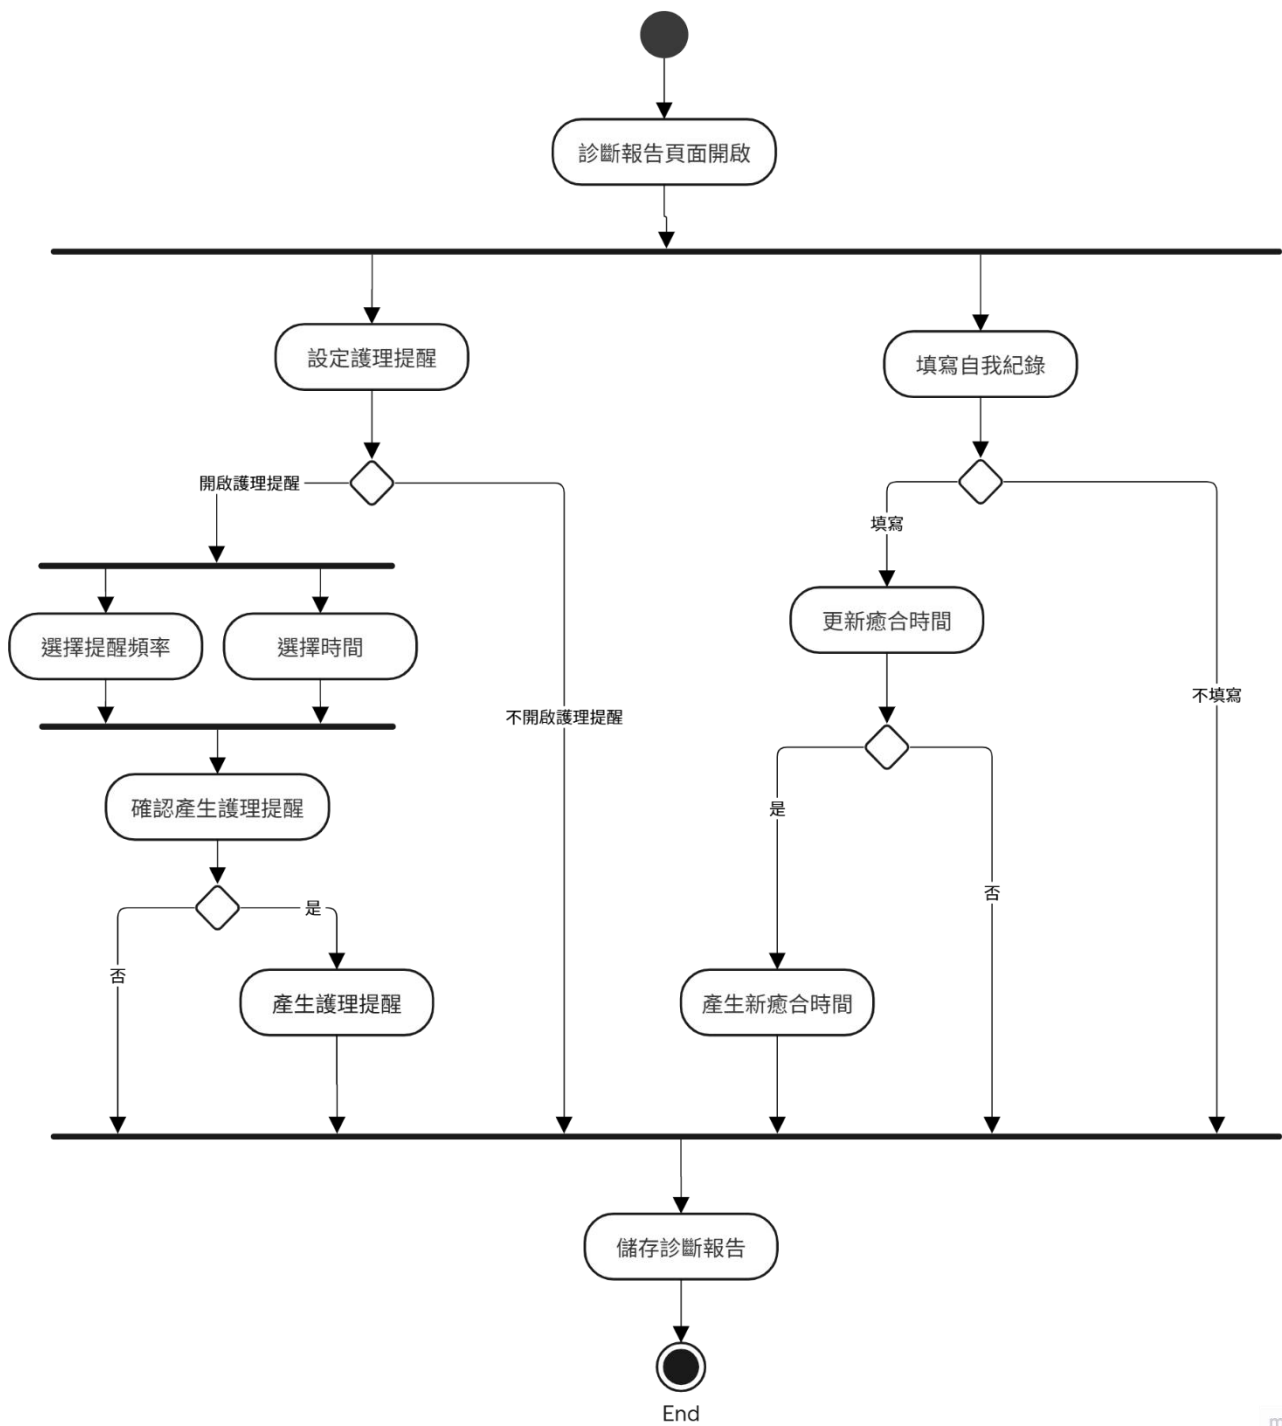 診斷報告頁面開啟
設定護理提醒
填寫自我紀錄
開啟護理提醒
填寫
選擇提醒頻率
選擇時間
更新癒合時間
不填寫
不開啟護理提醒
確認產生護理提醒
是
否
是
否
產生護理提醒
產生新癒合時間
儲存診斷報告
End